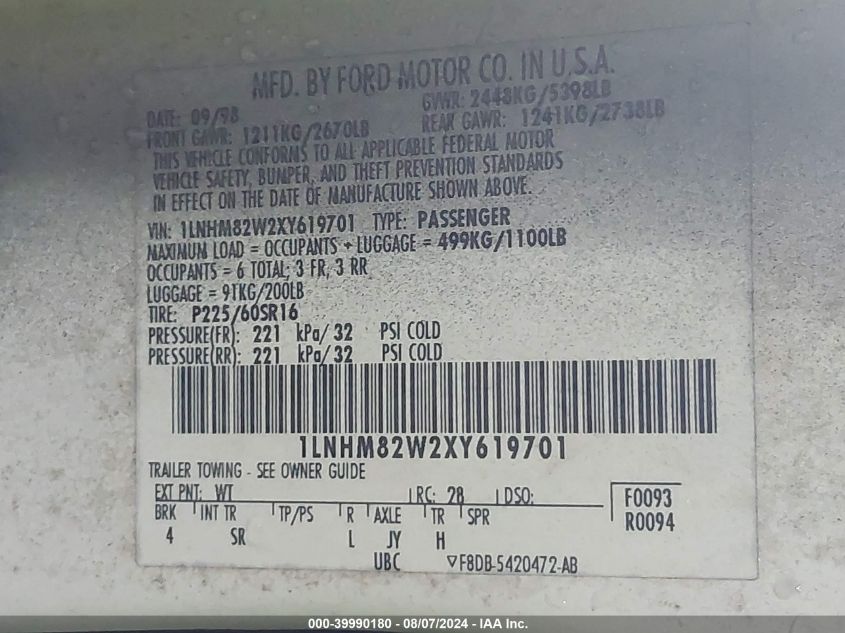 MFD. BY FORD MOTOR CO. IN U.S.A.
DATE: 09/98 GVWR: 2448KG/5398LB
FRONT GAWR: 1211KG/2670LB REAR GAWR: 1241KG/2738LB
THIS VEHICLE CONFORMS TO ALL APPLICABLE FEDERAL MOTOR
VEHICLE SAFETY, BUMPER, AND THEFT PREVENTION STANDARDS
IN EFFECT ON THE DATE OF MANUFACTURE SHOWN ABOVE.
VIN: 1LNHM82W2XY619701 TYPE: PASSENGER
MAXIMUM LOAD = OCCUPANTS + LUGGAGE = 499KG/1100LB
OCCUPANTS = 6 TOTAL; 3 FR, 3 RR
LUGGAGE = 91KG/200LB
TIRE: P225/60SR16
PRESSURE(FR): 221 kPa/ 32 PSI COLD
PRESSURE(RR): 221 kPa/ 32 PSI COLD
1LNHM82W2XY619701
TRAILER TOWING - SEE OWNER GUIDE
EXT PNT: WT RC: 28 DSO: F0093
BRK INT TR TP/PS R AXLE TR SPR R0094
4 SR L JY H
UBC ▽F8DB-5420472-AB
000-39990180 - 08/07/2024 - IAA Inc.